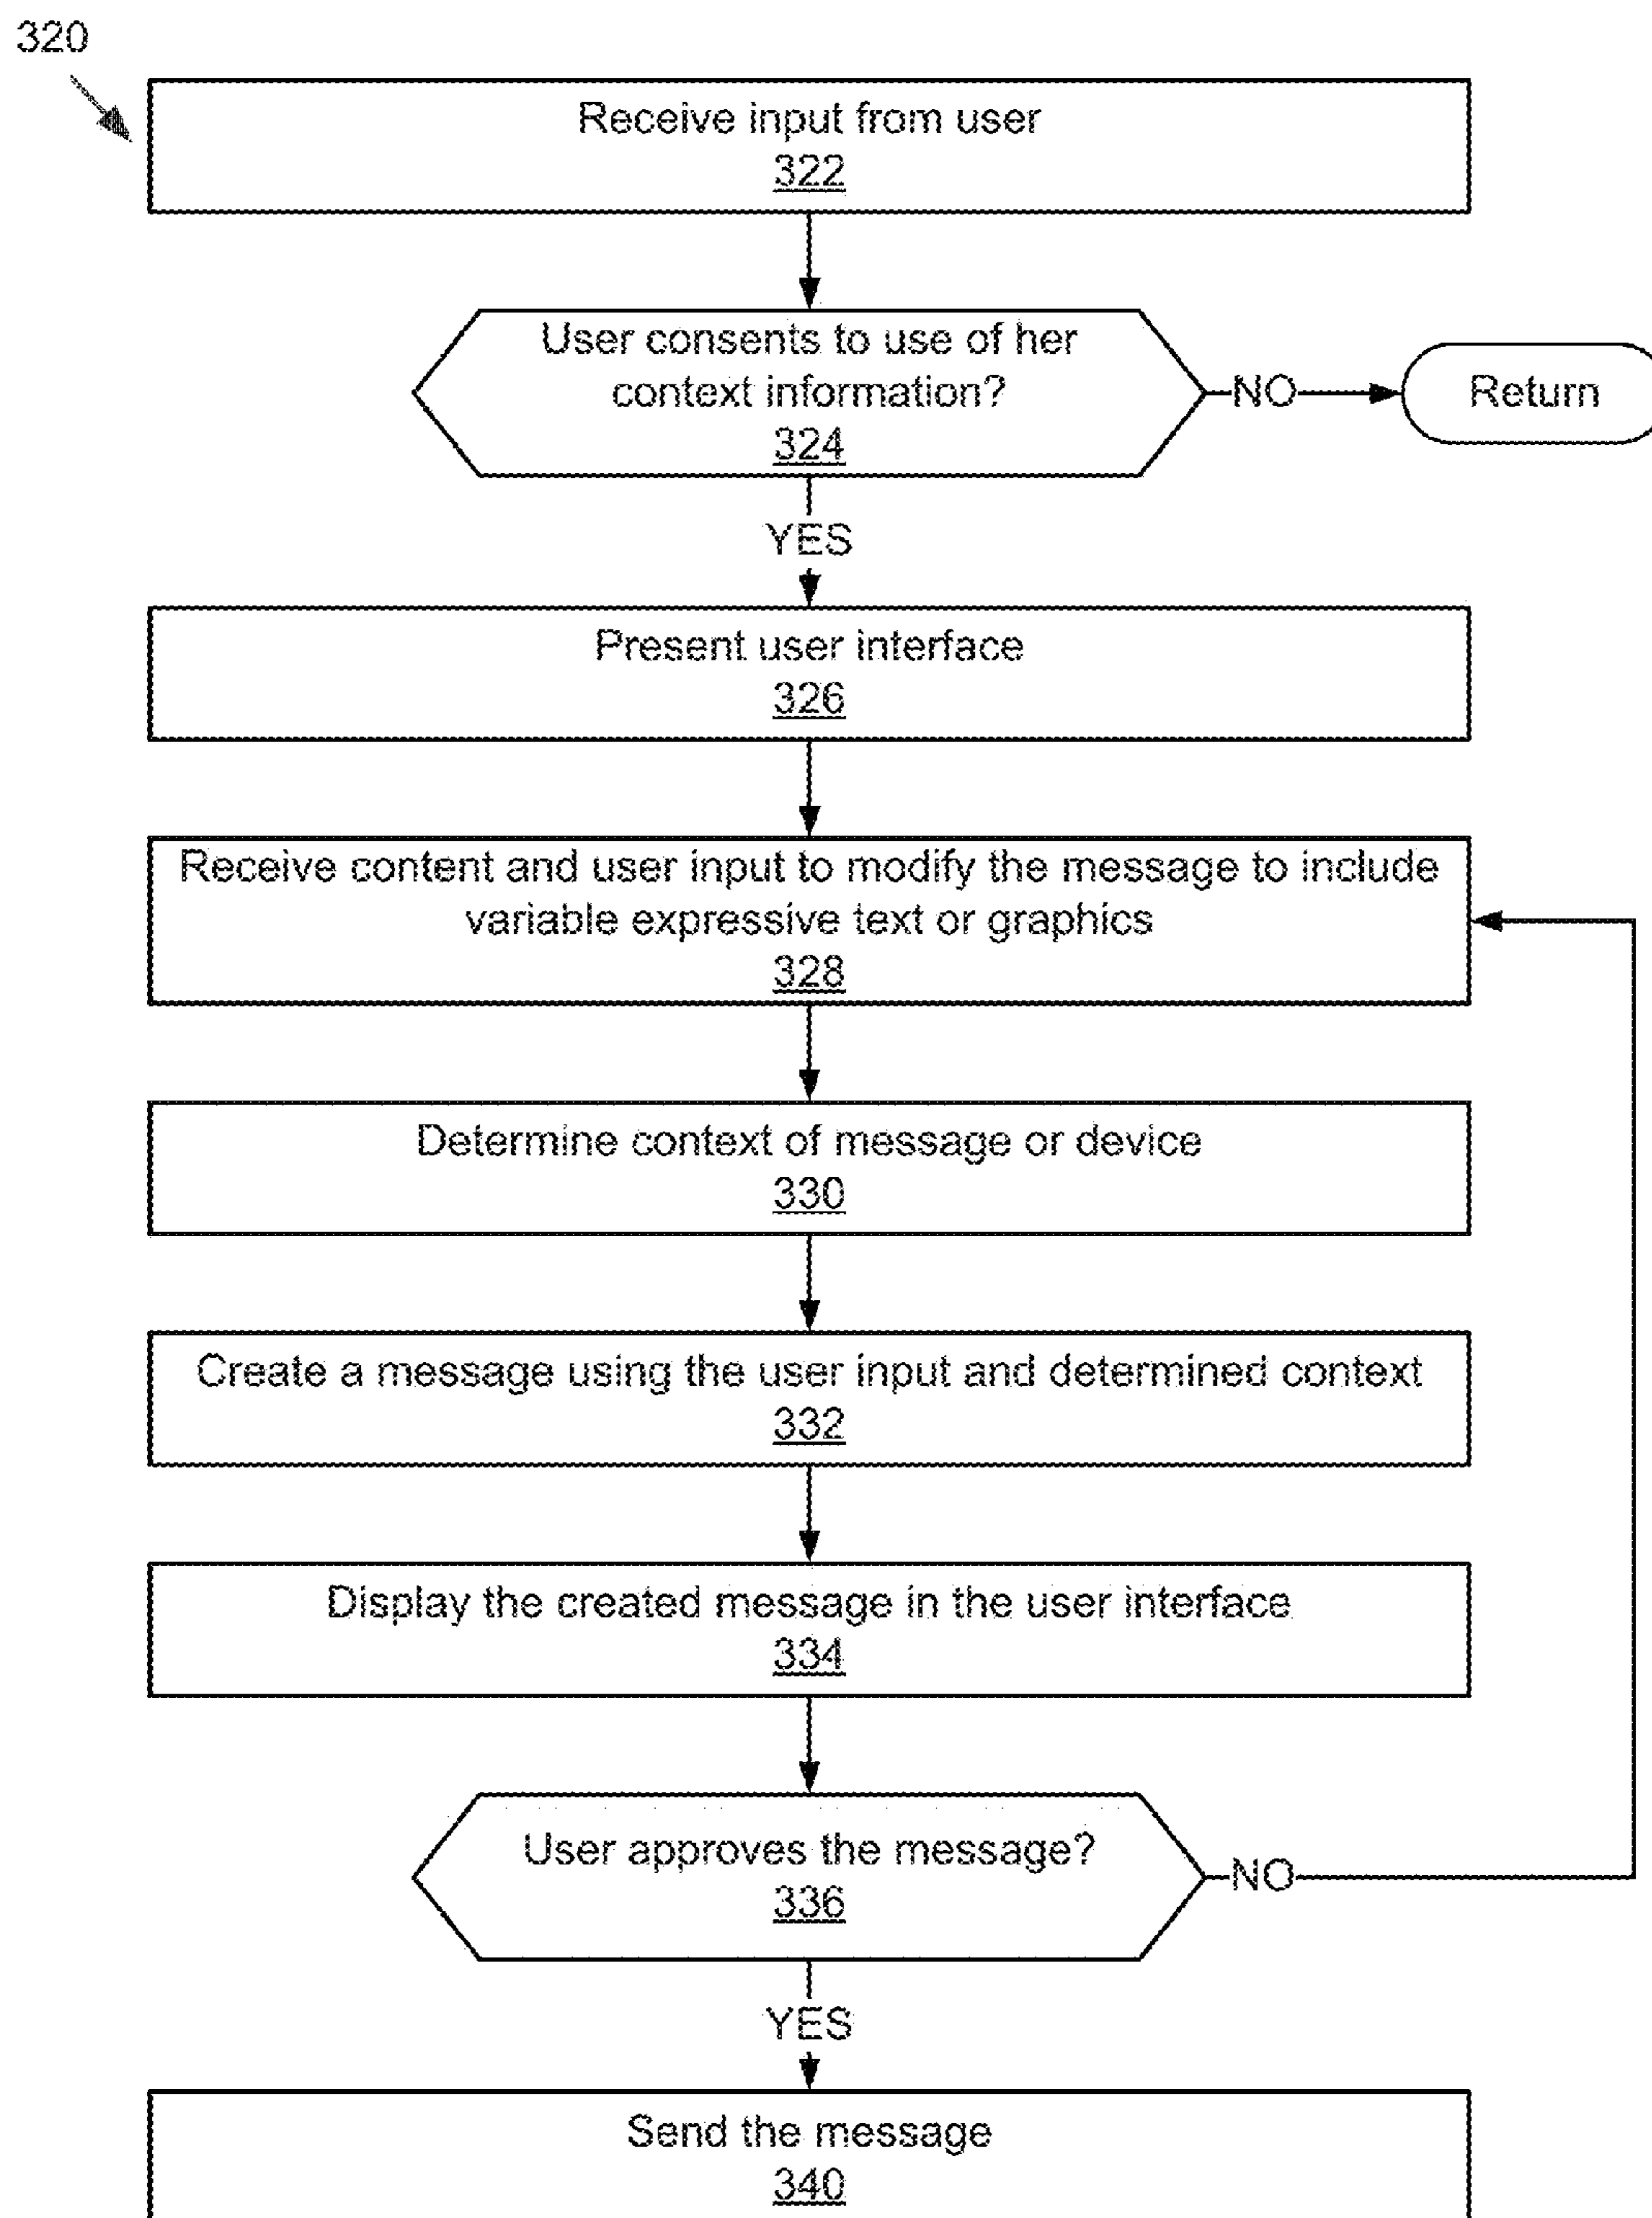 320
Receive input from user
322
User consents to use of her
context information?
324
NO
Return
YES
Present user interface
326
Receive content and user input to modify the message to include
variable expressive text or graphics
328
Determine context of message or device
330
Create a message using the user input and determined context
332
Display the created message in the user interface
334
User approves the message?
336
NO
YES
Send the message
340